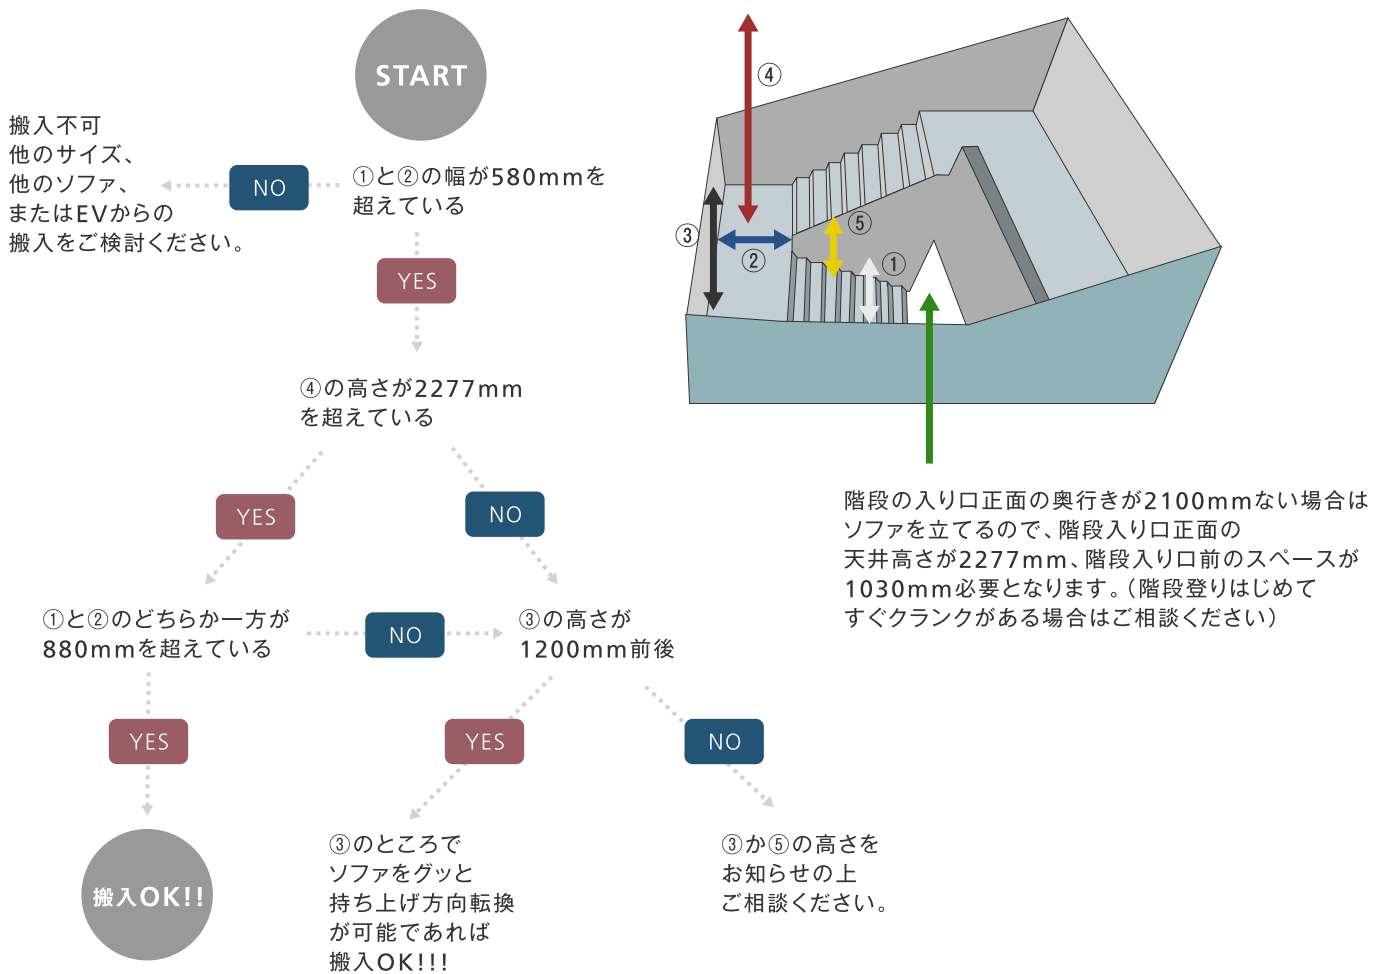 START
①と②の幅が580mmを
超えている
NO
搬入不可
他のサイズ、
他のソファ、
またはEVからの
搬入をご検討ください。
YES
④の高さが2277mm
を超えている
YES
NO
①と②のどちらか一方が
880mmを超えている
NO
③の高さが
1200mm前後
YES
YES
NO
搬入OK!!
③のところで
ソファをグッと
持ち上げ方向転換
が可能であれば
搬入OK!!!
③か⑤の高さを
お知らせの上
ご相談ください。
④
③
②
⑤
①
階段の入り口正面の奥行きが2100mmない場合は
ソファを立てるので、階段入り口正面の
天井高さが2277mm、階段入り口前のスペースが
1030mm必要となります。（階段登りはじめて
すぐクランクがある場合はご相談ください）